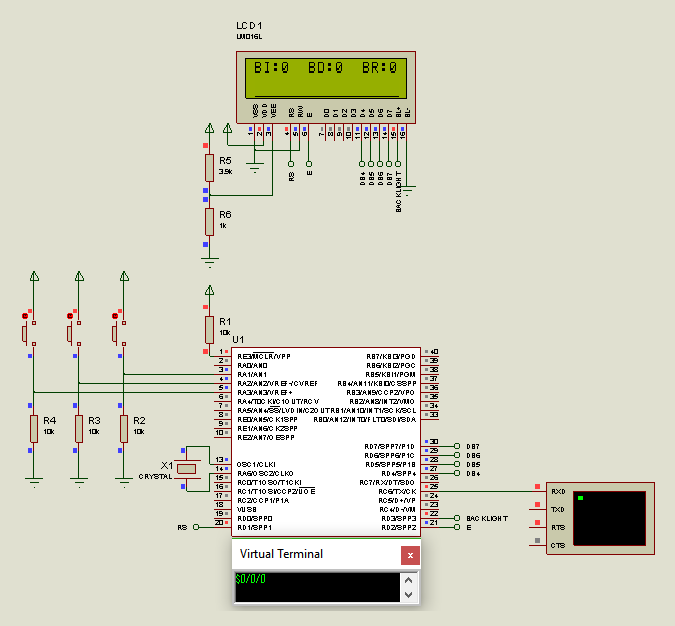 LCD1
LM016L
BI:0 BD:0 BR:0
VSS VDD VEE RS RW E D0 D1 D2 D3 D4 D5 D6 D7 BL+ BL-
1 2 3 4 5 6 7 8 9 10 11 12 13 14 15 16
R5
3.9k
RS E DB4 DB5 DB6 DB7 BACKLIGHT
R6
1k
R1
10k
U1
1 RE3/MCLR/VPP RB7/KBI3/PGD 40
2 RA0/AN0 RB6/KBI2/PGC 39
3 RA1/AN1 RB5/KBI1/PGM 38
4 RA2/AN2/VREF-/CVREF RB4/AN11/KBI0/CSSPP 37
5 RA3/AN3/VREF+ RB3/AN9/CCP2/VPO 36
6 RA4/T0CKI/C1OUT/RCV RB2/AN8/INT2/VMO 35
7 RA5/AN4/SS/LVDIN/C2OUT RB1/AN10/INT1/SCK/SCL 34
8 RE0/AN5/CK1SPP RB0/AN12/INT0/FLT0/SDI/SDA 33
9 RE1/AN6/CK2SPP
10 RE2/AN7/OESPP
R4
10k
R3
10k
R2
10k
RD7/SPP7/P1D 30 DB7
RD6/SPP6/P1C 29 DB6
13 OSC1/CLKI RD5/SPP5/P1B 28 DB5
14 RA6/OSC2/CLKO RD4/SPP4 27 DB4
X1
CRYSTAL
15 RC0/T1OSO/T1CKI RC7/RX/DT/SDO 26
16 RC1/T1OSI/CCP2/UOE RC6/TX/CK 25
17 RC2/CCP1/P1A RC5/D+/VP 24
18 VUSB RC4/D-/VM 23
19 RD0/SPP0 RD3/SPP3 22 BACKLIGHT
RS 20 RD1/SPP1 RD2/SPP2 21 E
RXD
TXD
RTS
CTS
Virtual Terminal x
$0/0/0